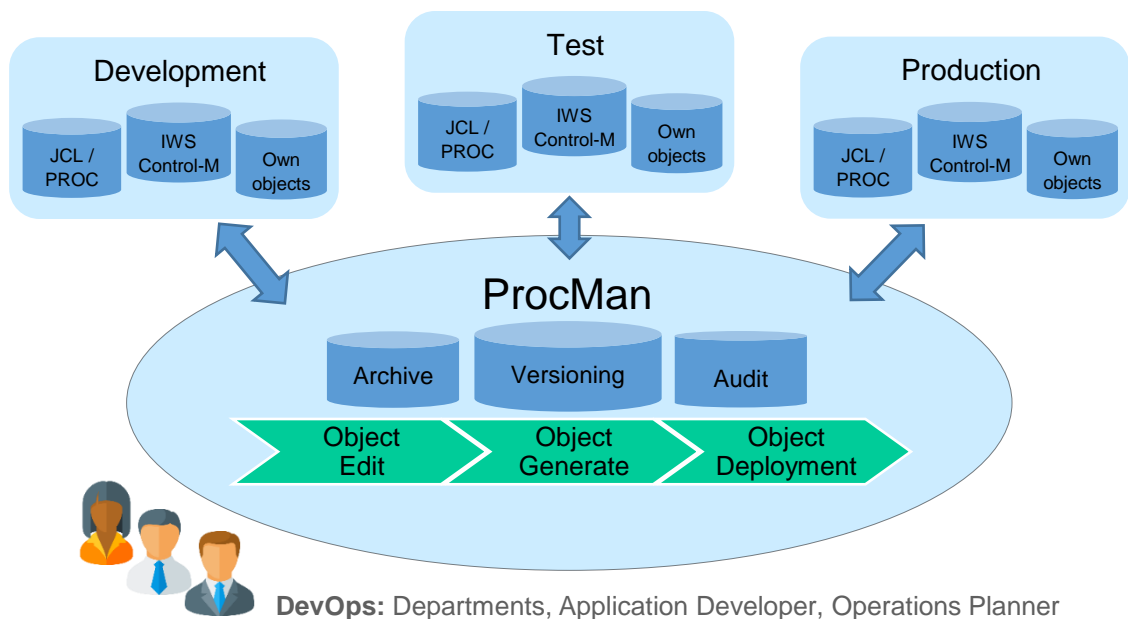 Development
JCL /
PROC
IWS
Control-M
Own
objects
Test
JCL /
PROC
IWS
Control-M
Own
objects
Production
JCL /
PROC
IWS
Control-M
Own
objects
ProcMan
Archive
Versioning
Audit
Object
Edit
Object
Generate
Object
Deployment
DevOps: Departments, Application Developer, Operations Planner